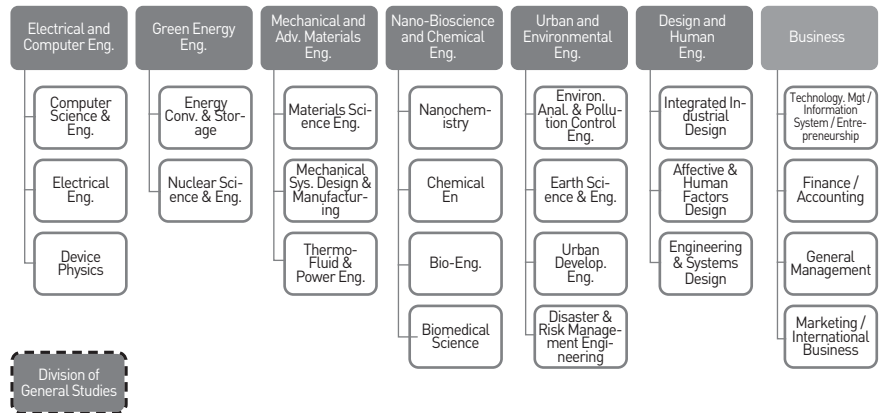 Electrical and
Computer Eng.
Computer
Science &
Eng.
Electrical
Eng.
Device
Physics
Green Energy
Eng.
Energy
Conv. & Stor-
age
Nuclear Sci-
ence & Eng.
Mechanical and
Adv. Materials
Eng.
Materials Sci-
ence Eng.
Mechanical
Sys. Design &
Manufactur-
ing
Thermo-
Fluid &
Power Eng.
Nano-Bioscience
and Chemical
Eng.
Nanochem-
istry
Chemical
En
Bio-Eng.
Biomedical
Science
Urban and
Environmental
Eng.
Environ.
Anal. & Pollu-
tion Control
Eng.
Earth Sci-
ence & Eng.
Urban
Develop.
Eng.
Disaster &
Risk Manage-
ment Engi-
neering
Design and
Human
Eng.
Integrated In-
dustrial
Design
Affective &
Human
Factors
Design
Engineering
& Systems
Design
Business
Technology. Mgt /
Information
System / Entre-
preneurship
Finance /
Accounting
General
Management
Marketing /
International
Business
Division of
General Studies